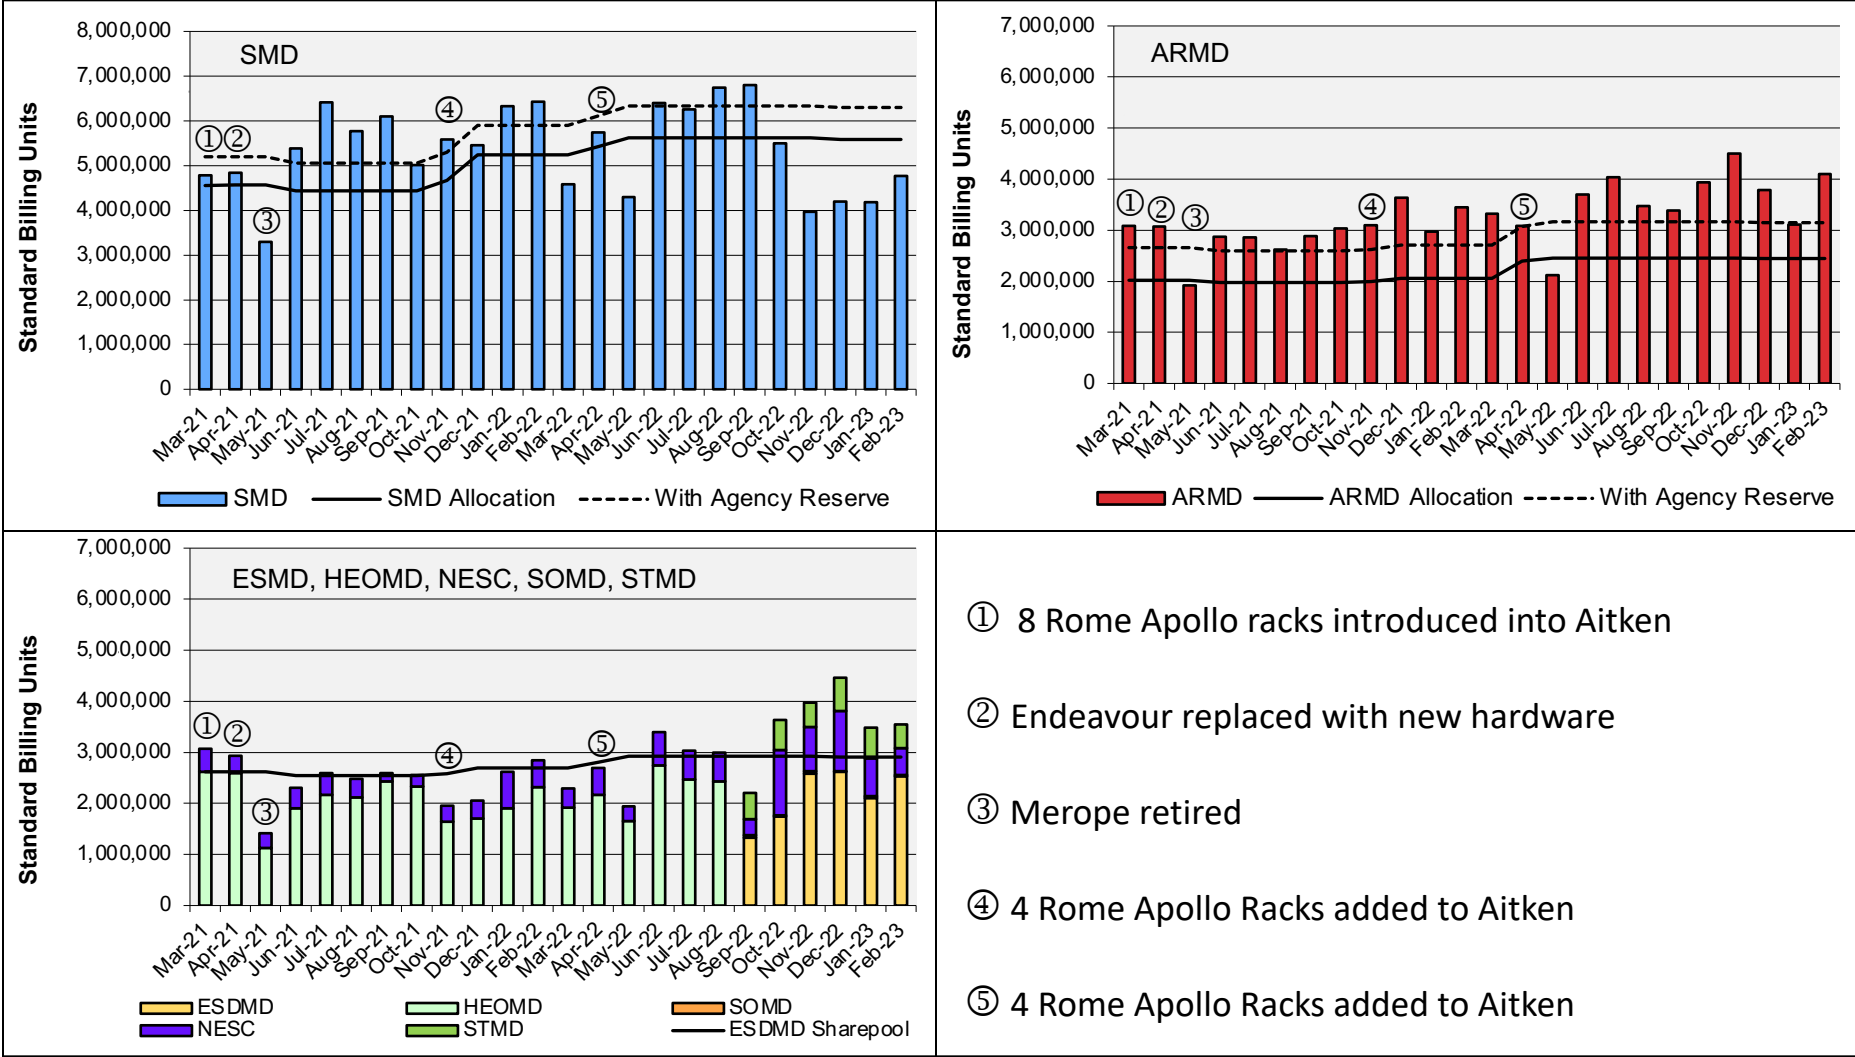 SMD
Standard Billing Units
8,000,000
7,000,000
6,000,000
5,000,000
4,000,000
3,000,000
2,000,000
1,000,000
0
① ② ③ ④ ⑤
Mar-21 Apr-21 May-21 Jun-21 Jul-21 Aug-21 Sep-21 Oct-21 Nov-21 Dec-21 Jan-22 Feb-22 Mar-22 Apr-22 May-22 Jun-22 Jul-22 Aug-22 Sep-22 Oct-22 Nov-22 Dec-22 Jan-23 Feb-23
SMD SMD Allocation With Agency Reserve
ARMD
Standard Billing Units
7,000,000
6,000,000
5,000,000
4,000,000
3,000,000
2,000,000
1,000,000
0
① ② ③ ④ ⑤
Mar-21 Apr-21 May-21 Jun-21 Jul-21 Aug-21 Sep-21 Oct-21 Nov-21 Dec-21 Jan-22 Feb-22 Mar-22 Apr-22 May-22 Jun-22 Jul-22 Aug-22 Sep-22 Oct-22 Nov-22 Dec-22 Jan-23 Feb-23
ARMD ARMD Allocation With Agency Reserve
ESMD, HEOMD, NESC, SOMD, STMD
Standard Billing Units
7,000,000
6,000,000
5,000,000
4,000,000
3,000,000
2,000,000
1,000,000
0
① ② ③ ④ ⑤
Mar-21 Apr-21 May-21 Jun-21 Jul-21 Aug-21 Sep-21 Oct-21 Nov-21 Dec-21 Jan-22 Feb-22 Mar-22 Apr-22 May-22 Jun-22 Jul-22 Aug-22 Sep-22 Oct-22 Nov-22 Dec-22 Jan-23 Feb-23
ESDMD HEOMD SOMD
NESC STMD ESDMD Sharepool
① 8 Rome Apollo racks introduced into Aitken
② Endeavour replaced with new hardware
③ Merope retired
④ 4 Rome Apollo Racks added to Aitken
⑤ 4 Rome Apollo Racks added to Aitken